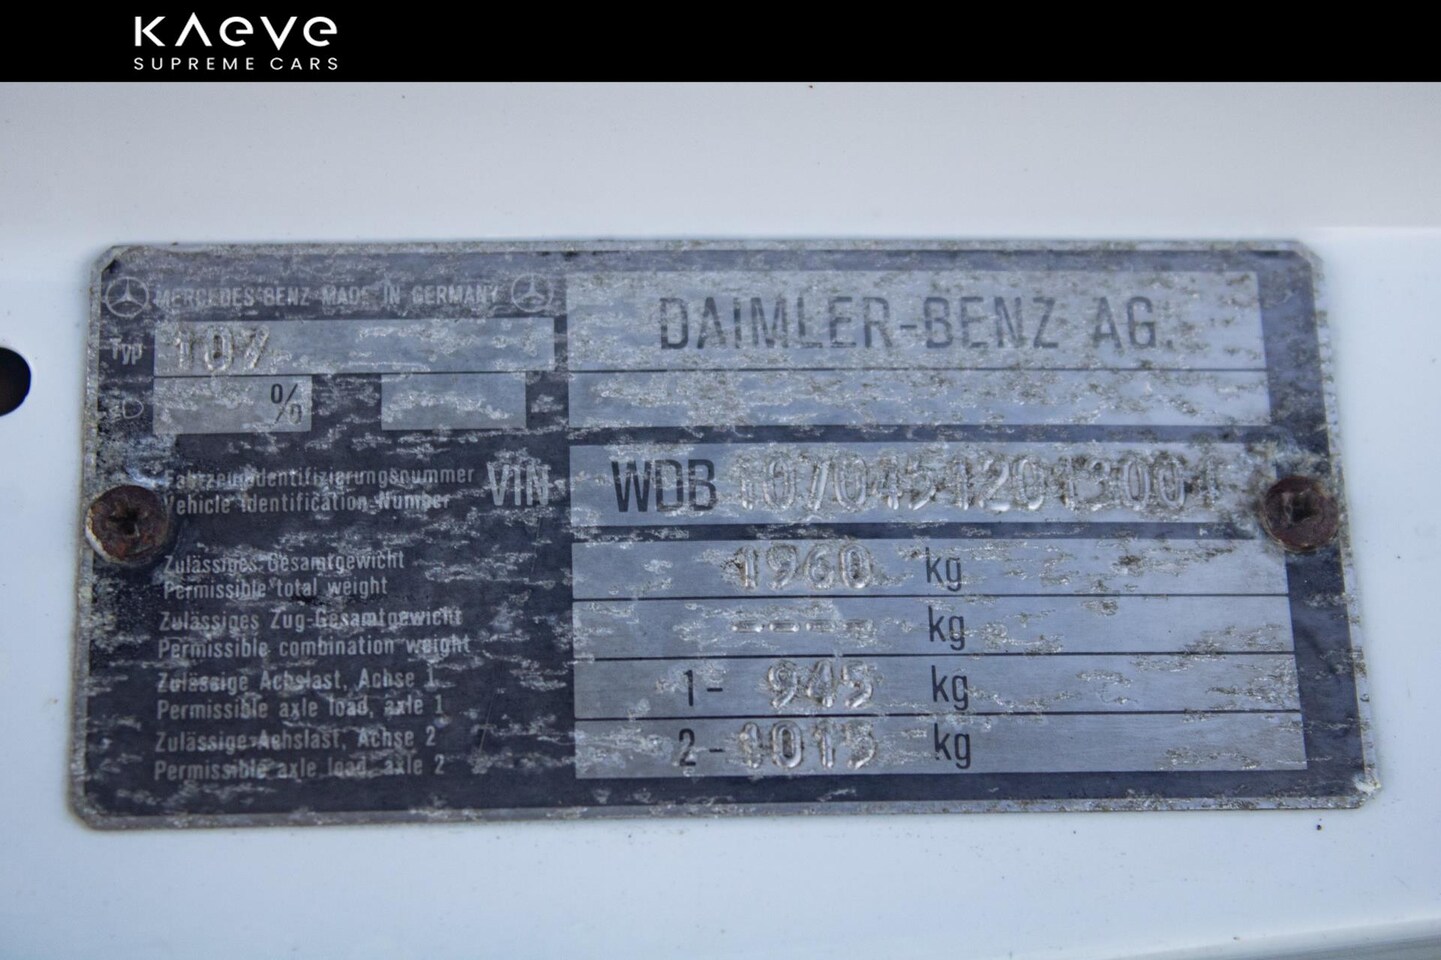 KAEVE
SUPREME CARS
MERCEDES-BENZ MADE IN GERMANY
DAIMLER-BENZ AG.
Typ 107
%
Fahrzeugidentifizierungsnummer
Vehicle Identification-Number
VIN WDB 1070451201300
Zulässiges Gesamtgewicht
Permissible total weight
1960 kg
Zulässiges Zug-Gesamtgewicht
Permissible combination weight
---- kg
Zulässige Achslast, Achse 1
Permissible axle load, axle 1
1- 945 kg
Zulässige Achslast, Achse 2
Permissible axle load, axle 2
2- 1015 kg